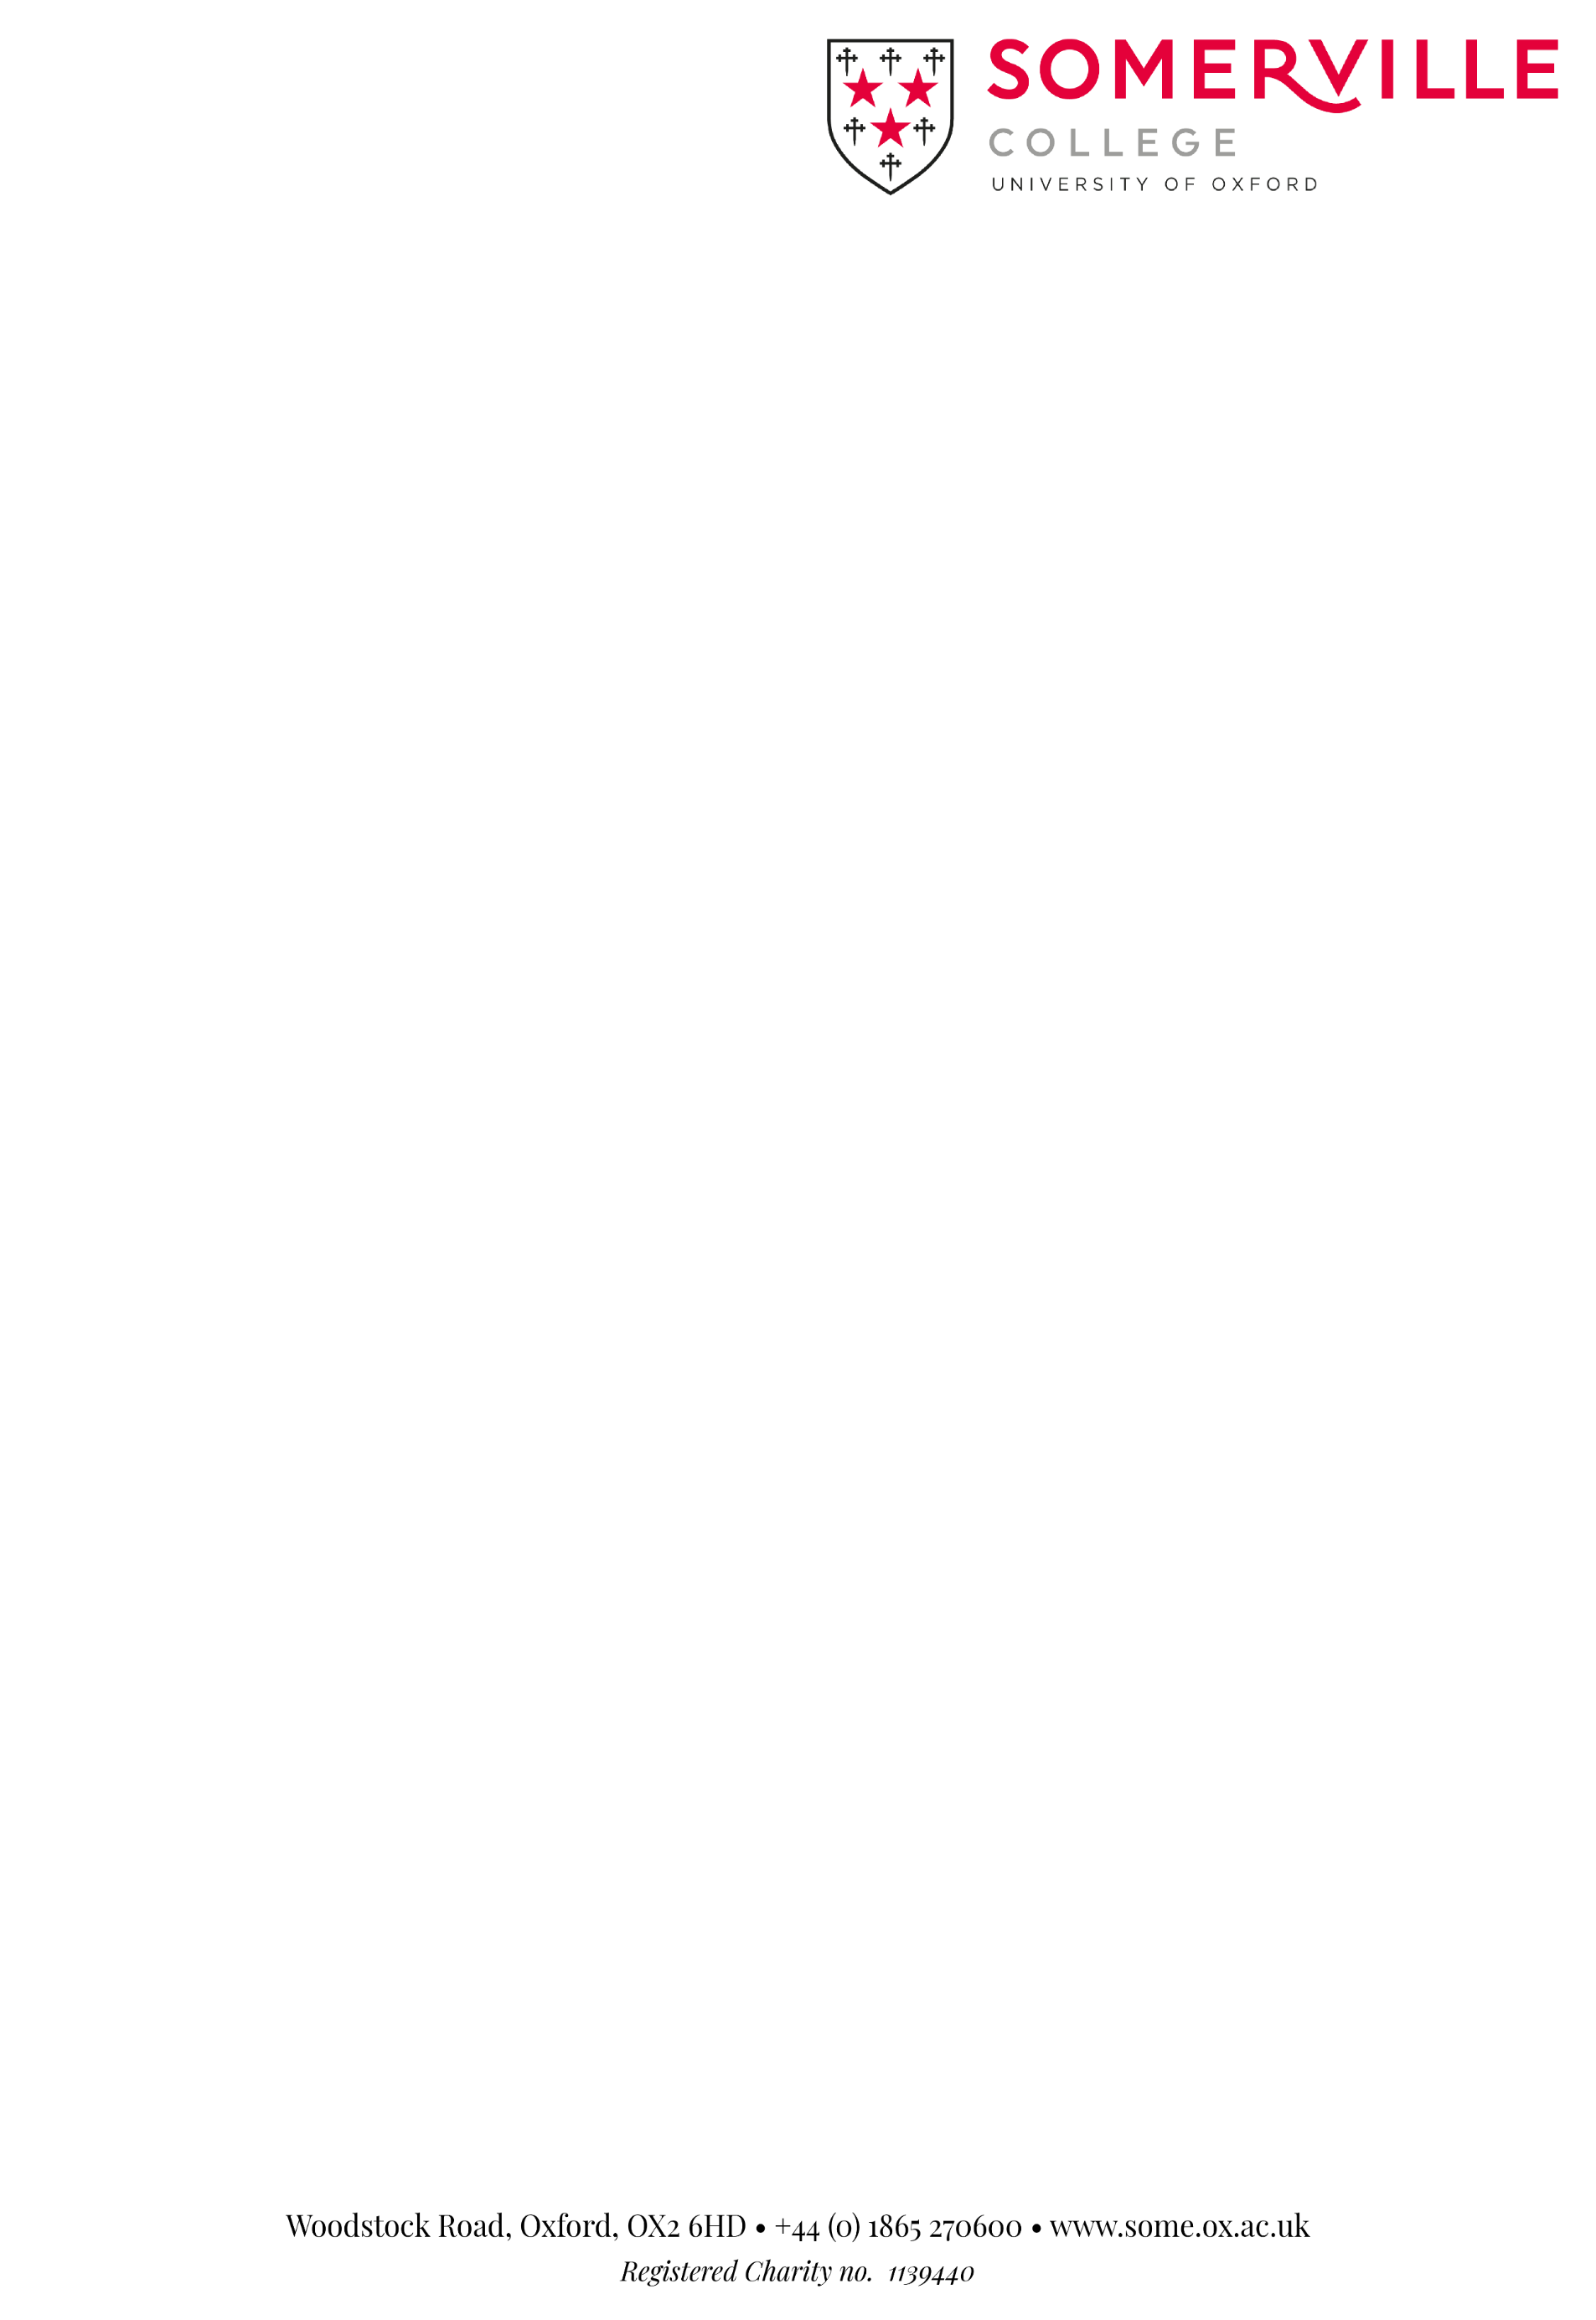 SOMERVILLE
COLLEGE
UNIVERSITY OF OXFORD
Woodstock Road, Oxford, OX2 6HD • +44 (0) 1865 270600 • www.some.ox.ac.uk
Registered Charity no. 1139440